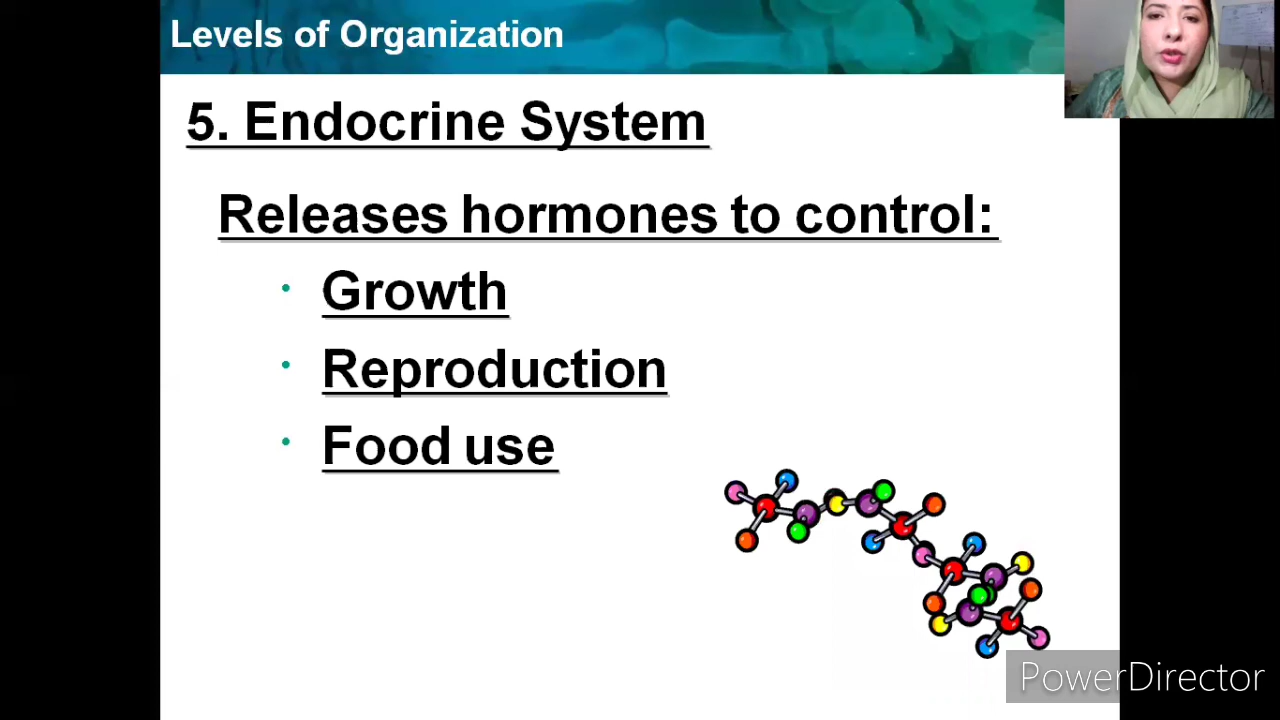 Levels of Organization
5. Endocrine System
Releases hormones to control:
· Growth
· Reproduction
· Food use
PowerDirector